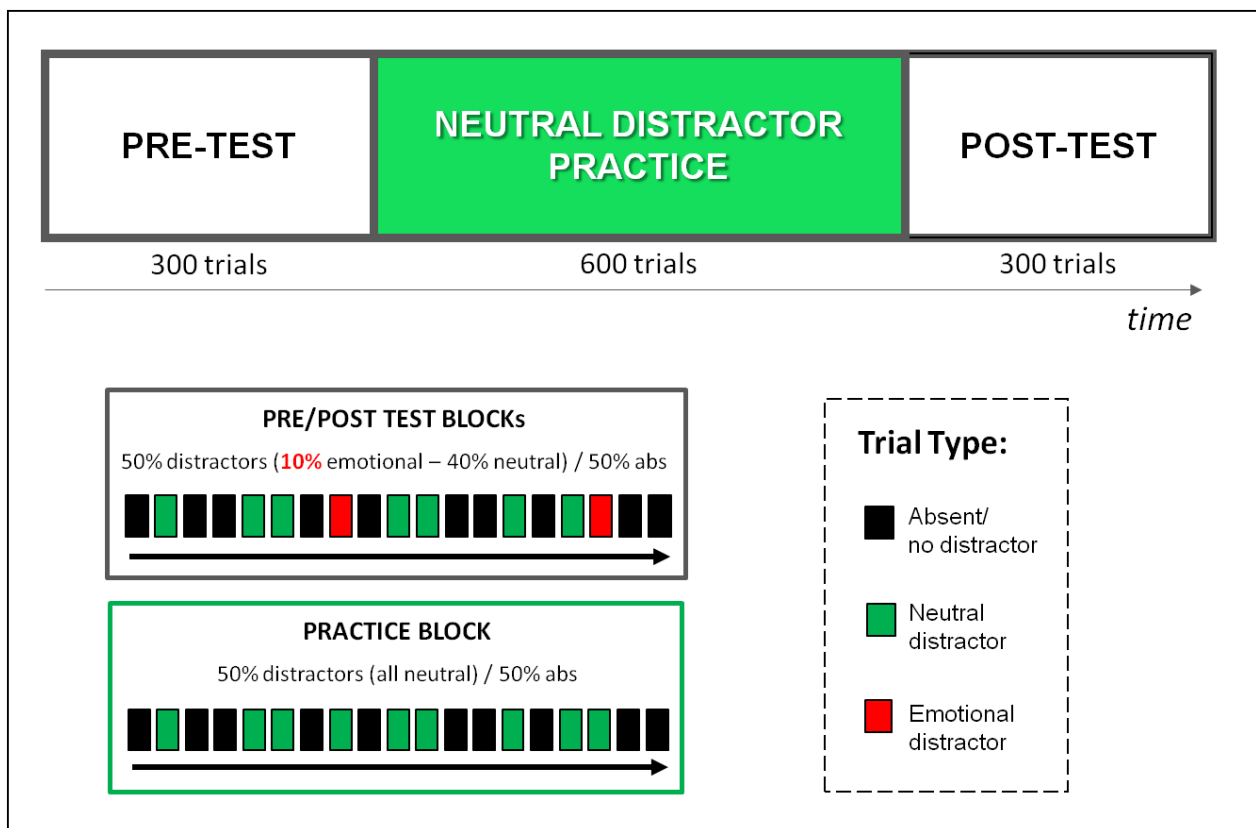 PRE-TEST
NEUTRAL DISTRACTOR
PRACTICE
POST-TEST
300 trials
600 trials
300 trials
time
PRE/POST TEST BLOCKs
50% distractors (10% emotional – 40% neutral) / 50% abs
PRACTICE BLOCK
50% distractors (all neutral) / 50% abs
Trial Type:
Absent/
no distractor
Neutral
distractor
Emotional
distractor